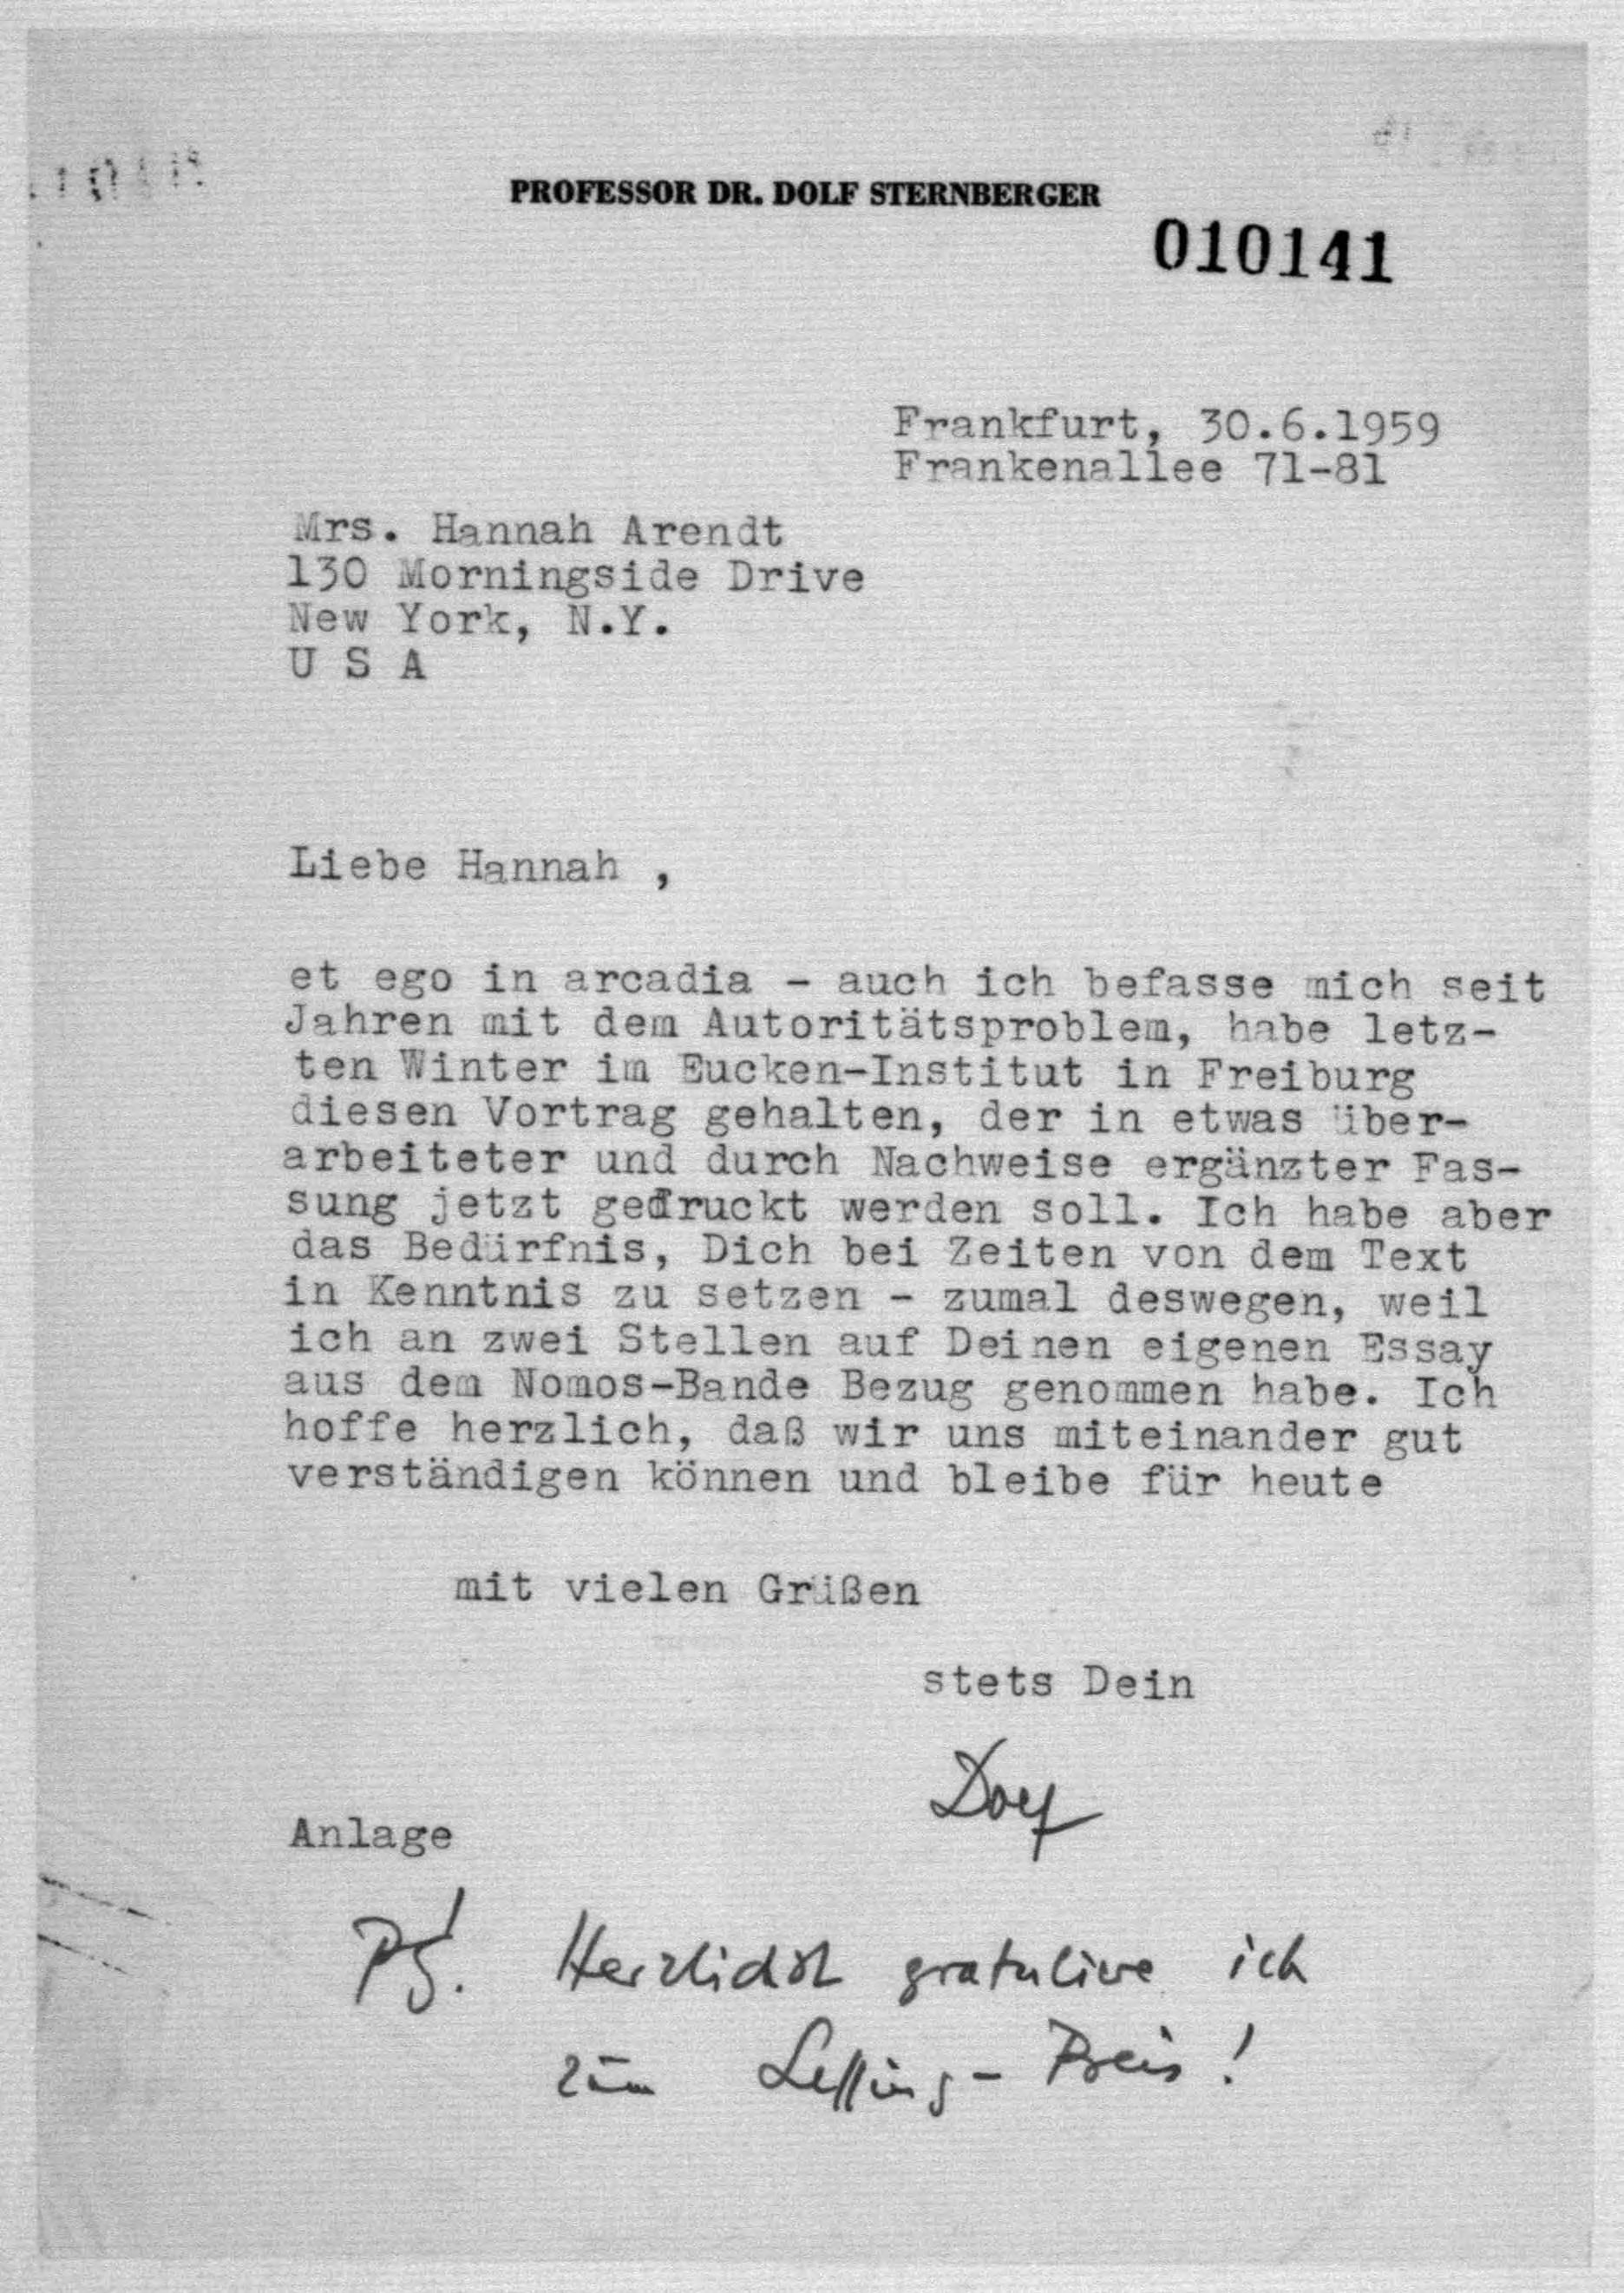 PROFESSOR DR. DOLF STERNBERGER
010141
Frankfurt, 30.6.1959
Frankenallee 71-81
Mrs. Hannah Arendt
130 Morningside Drive
New York, N.Y.
U S A
Liebe Hannah ,
et ego in arcadia - auch ich befasse mich seit
Jahren mit dem Autoritätsproblem, habe letz-
ten Winter im Eucken-Institut in Freiburg
diesen Vortrag gehalten, der in etwas über-
arbeiteter und durch Nachweise ergänzter Fas-
sung jetzt gedruckt werden soll. Ich habe aber
das Bedürfnis, Dich bei Zeiten von dem Text
in Kenntnis zu setzen - zumal deswegen, weil
ich an zwei Stellen auf Deinen eigenen Essay
aus dem Nomos-Bande Bezug genommen habe. Ich
hoffe herzlich, daß wir uns miteinander gut
verständigen können und bleibe für heute
mit vielen Grüßen
stets Dein
Dolf
Anlage
PS. Herzlichst gratuliere ich
zum Lessing-Preis!